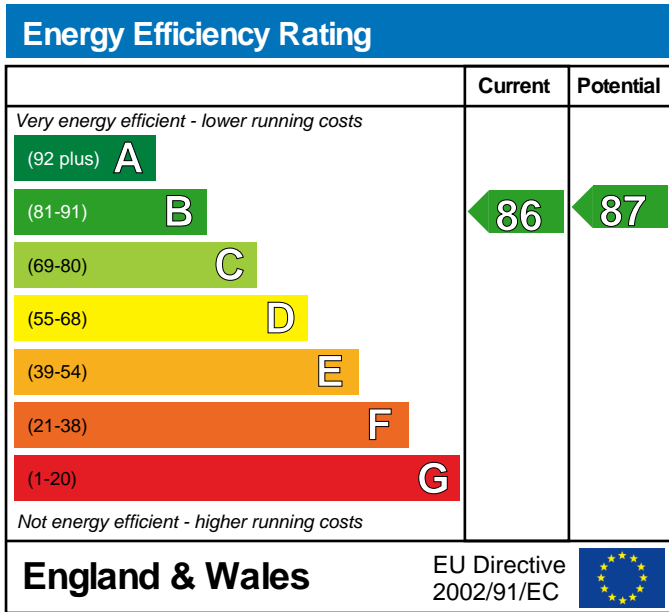 Energy Efficiency Rating
Current Potential
Very energy efficient - lower running costs
(92 plus) A
(81-91) B 86 87
(69-80) C
(55-68) D
(39-54) E
(21-38) F
(1-20) G
Not energy efficient - higher running costs
England & Wales
EU Directive
2002/91/EC